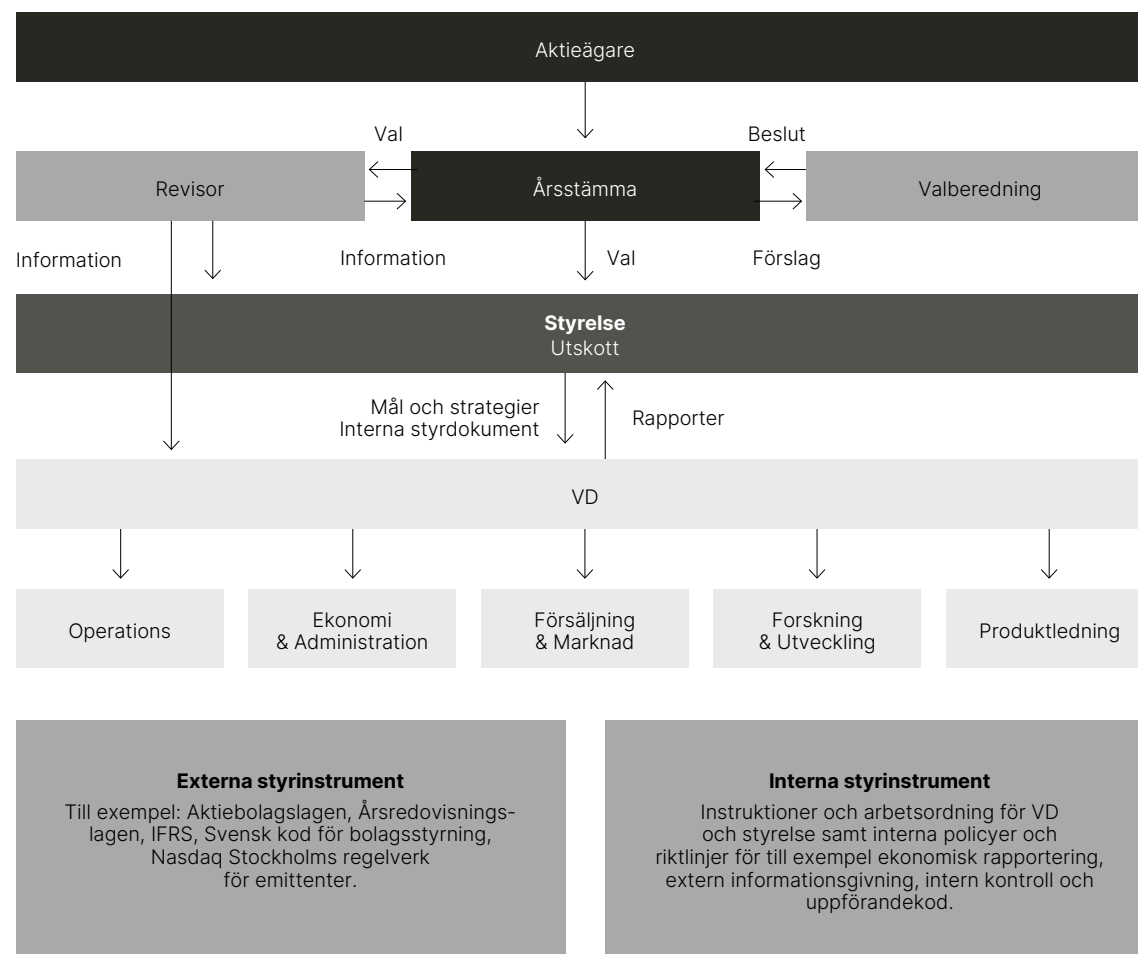 Aktieägare
Val
Beslut
Revisor
Årsstämma
Valberedning
Information
Information
Val
Förslag
Styrelse
Utskott
Mål och strategier
Interna styrdokument
Rapporter
VD
Operations
Ekonomi
& Administration
Försäljning
& Marknad
Forskning
& Utveckling
Produktledning
Externa styrinstrument
Till exempel: Aktiebolagslagen, Årsredovisnings-
lagen, IFRS, Svensk kod för bolagsstyrning,
Nasdaq Stockholms regelverk
för emittenter.
Interna styrinstrument
Instruktioner och arbetsordning för VD
och styrelse samt interna policyer och
riktlinjer för till exempel ekonomisk rapportering,
extern informationsgivning, intern kontroll och
uppförandekod.